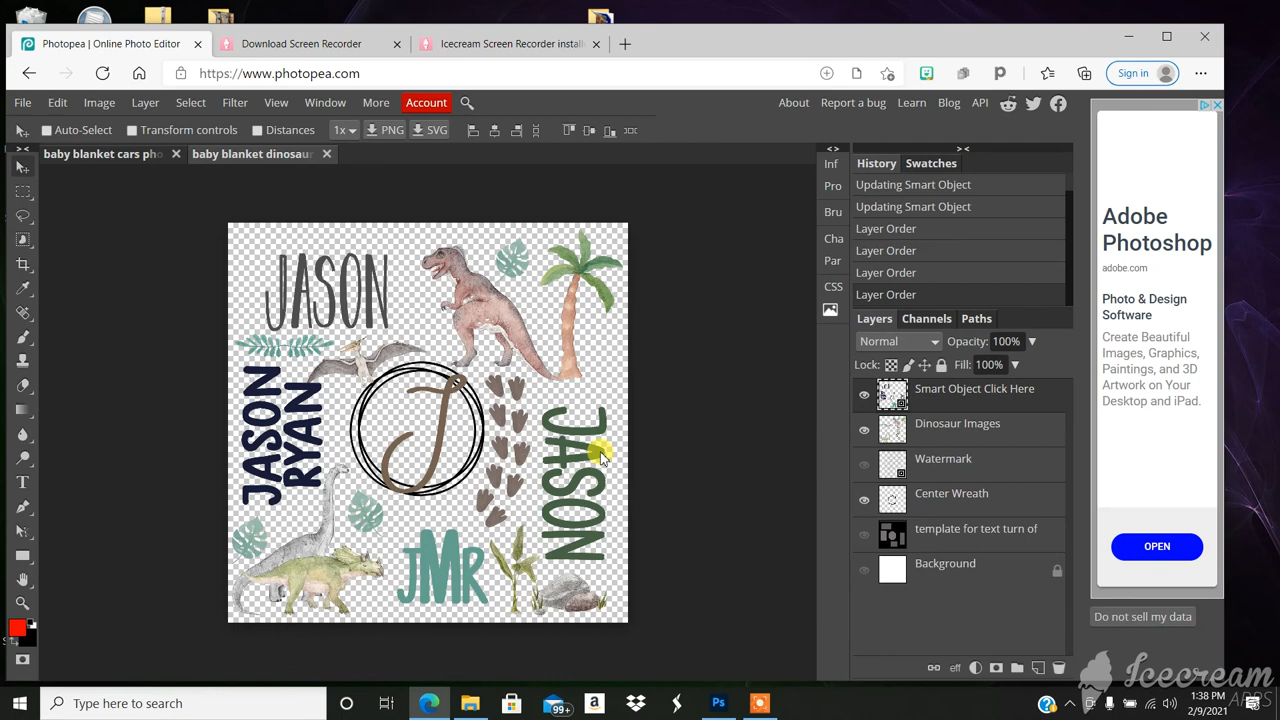 Photopea | Online Photo Editor
Download Screen Recorder
Icecream Screen Recorder install
https://www.photopea.com
Sign in
File Edit Image Layer Select Filter View Window More Account
About Report a bug Learn Blog API
Auto-Select Transform controls Distances 1x PNG SVG
baby blanket cars pho baby blanket dinosaur
Inf
Pro
Bru
Cha
Par
CSS
History Swatches
Updating Smart Object
Updating Smart Object
Layer Order
Layer Order
Layer Order
Layer Order
Layers Channels Paths
Normal Opacity: 100%
Lock: Fill: 100%
Smart Object Click Here
Dinosaur Images
Watermark
Center Wreath
template for text turn of
Background
eff
JASON
JASON
RYAN
J
JASON
JMR
Adobe
Photoshop
adobe.com
Photo & Design
Software
Create Beautiful
Images, Graphics,
Paintings, and 3D
Artwork on Your
Desktop and iPad.
OPEN
Do not sell my data
Icecream
APPS
Type here to search
99+
Ps
1:38 PM
2/9/2021